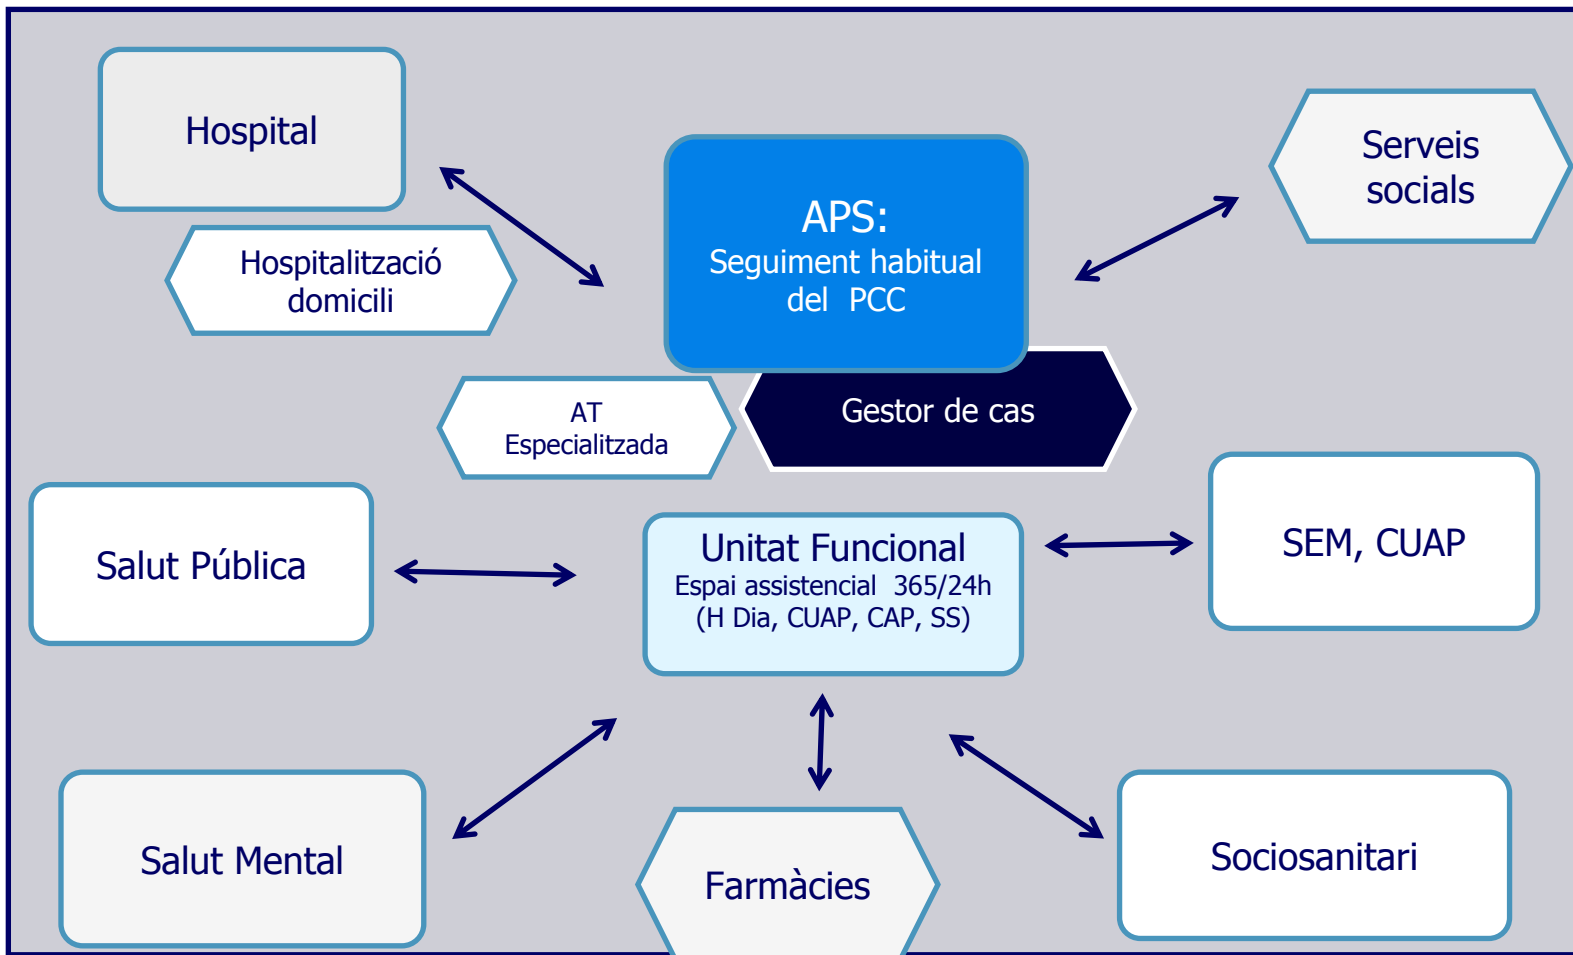 Hospital
Hospitalització
domicili
APS:
Seguiment habitual
del  PCC
Serveis
socials
AT
Especialitzada
Gestor de cas
Salut Pública
Unitat Funcional
Espai assistencial  365/24h
(H Dia, CUAP, CAP, SS)
SEM, CUAP
Salut Mental
Farmàcies
Sociosanitari